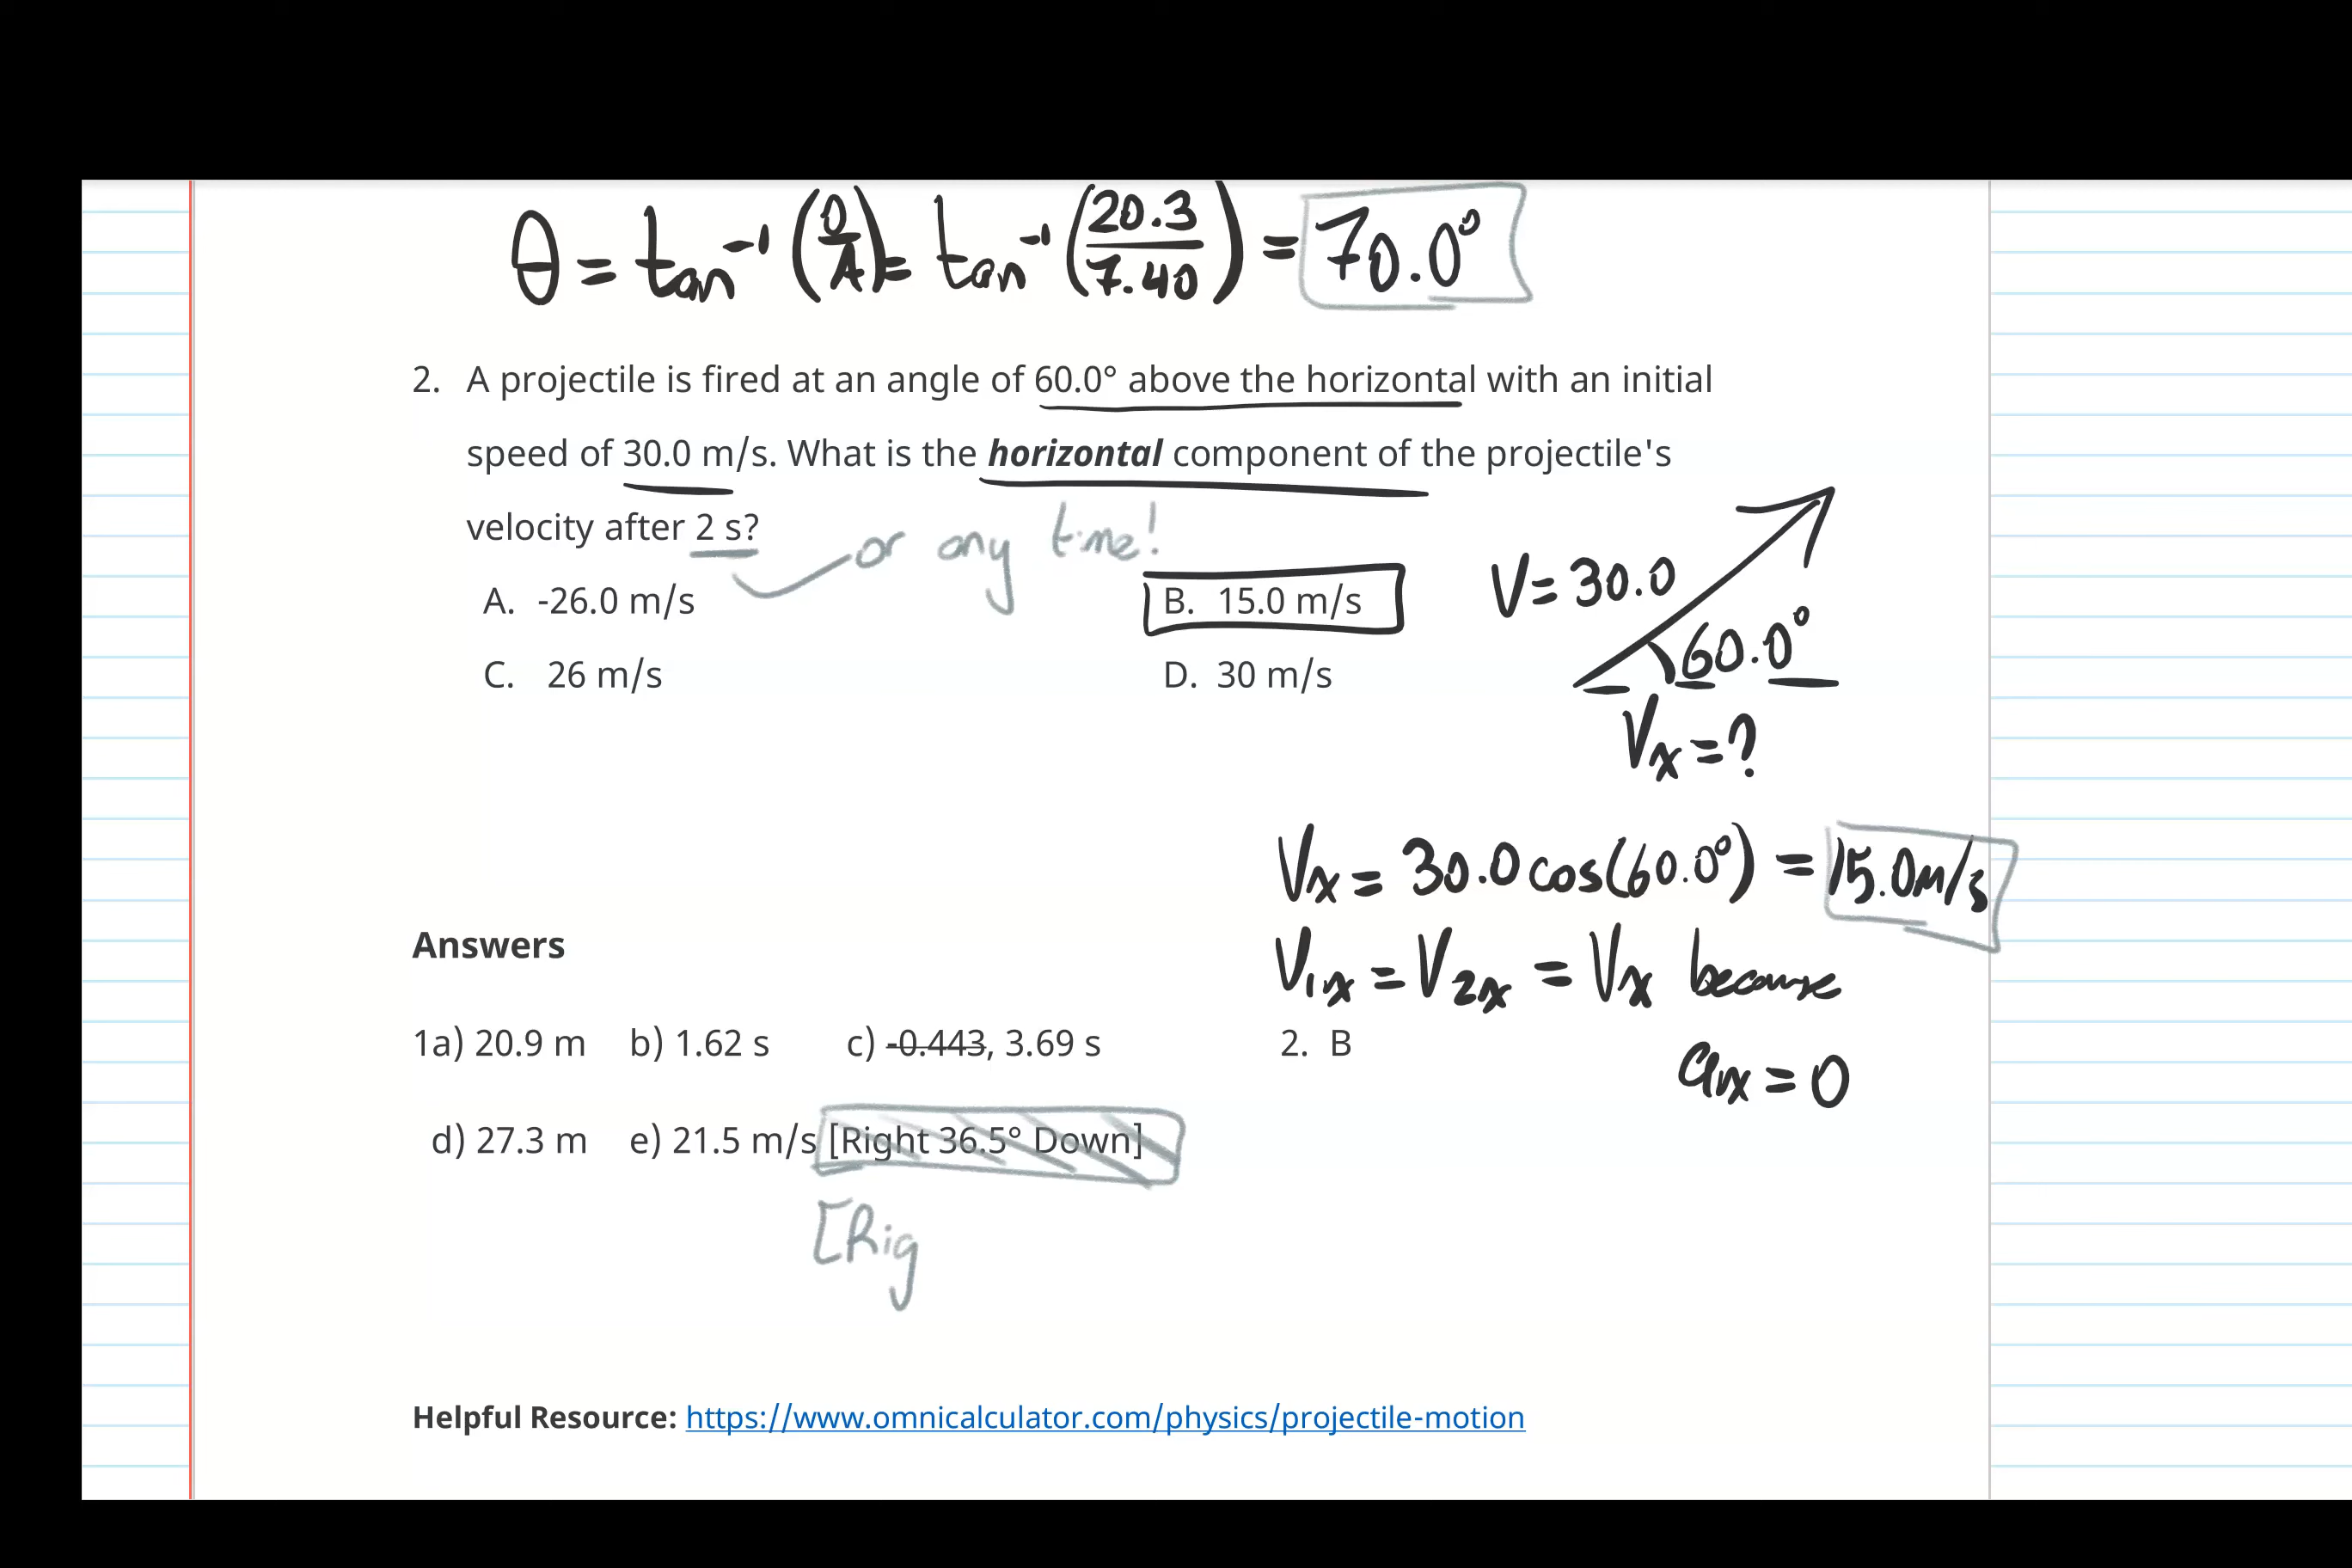 θ = tan⁻¹ (O/A) = tan⁻¹ (20.3/7.40) = 70.0°
2. A projectile is fired at an angle of 60.0° above the horizontal with an initial
speed of 30.0 m/s. What is the horizontal component of the projectile's
velocity after 2 s?
or any time!
A. -26.0 m/s
B. 15.0 m/s
C. 26 m/s
D. 30 m/s
V = 30.0
60.0°
Vx = ?
Vx = 30.0 cos(60.0°) = 15.0 m/s
V1x = V2x = Vx because
ax = 0
Answers
1a) 20.9 m b) 1.62 s c) -0.443, 3.69 s 2. B
d) 27.3 m e) 21.5 m/s [Right 36.5° Down]
[Rig
Helpful Resource: https://www.omnicalculator.com/physics/projectile-motion